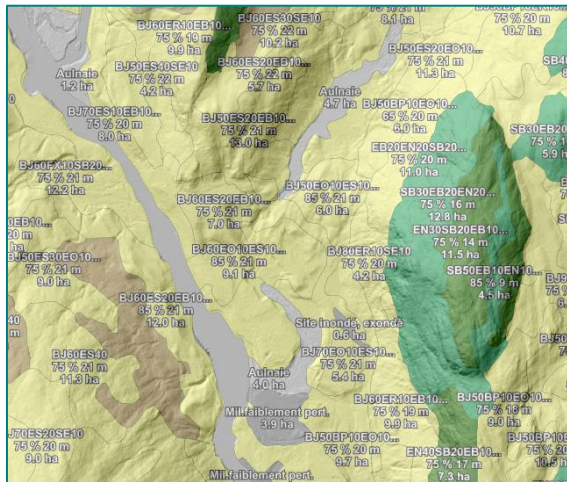 BJ60ES30SE10
75 % 22 m
10.2 ha
8.1 ha
75 % 20 m
10.7 ha
BJ60ER10EB10...
75 % 19 m
9.9 ha
BJ50ES20EO10...
75 % 21 m
11.3 ha
BJ50ES40SE10
75 % 22 m
4.2 ha
BJ60ES20EB10...
75 % 22 m
5.7 ha
Aulnaie
1.2 ha
Aulnaie
4.7 ha
BJ70ES10EB10...
75 % 20 m
8.0 ha
BJ50ES20EB10...
75 % 21 m
13.0 ha
BJ50BP10EO10...
65 % 20 m
6.0 ha
SB30EB20
5.9 ha
EB20EN20SB20...
75 % 20 m
11.0 ha
75 % 21 m
12.2 ha
BJ60ES20EB10...
75 % 21 m
7.0 ha
BJ50EO10ES10...
85 % 21 m
6.0 ha
SB30EB20EN20...
75 % 16 m
12.8 ha
EN30SB20EB10...
75 % 14 m
11.5 ha
BJ50ES30EO10...
75 % 21 m
9.0 ha
BJ60EO10ES10...
85 % 21 m
9.1 ha
BJ80ER10SE10
75 % 20 m
4.2 ha
SB50EB10EN10...
85 % 9 m
4.5 ha
BJ60ES20EB10...
85 % 21 m
12.0 ha
Site inondé, exondé
0.6 ha
BJ60ES40
75 % 21 m
11.3 ha
BJ70EO10ES10...
75 % 21 m
5.4 ha
Aulnaie
4.0 ha
Mil.faiblement pert.
3.9 ha
BJ60ER10EB10...
75 % 19 m
9.9 ha
BJ50BP10EO10...
75 % 18 m
9.0 ha
BJ70ES20SE10
75 % 20 m
9.0 ha
BJ50BP10EO10...
75 % 20 m
9.7 ha
EN40SB20EB10...
75 % 17 m
7.3 ha
75 % 20 m
10.5 ha
Mil.faiblement pert.